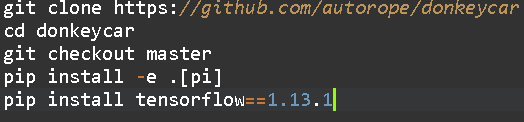 git clone https://github.com/autorope/donkeycar
cd donkeycar
git checkout master
pip install -e .[pi]
pip install tensorflow==1.13.1